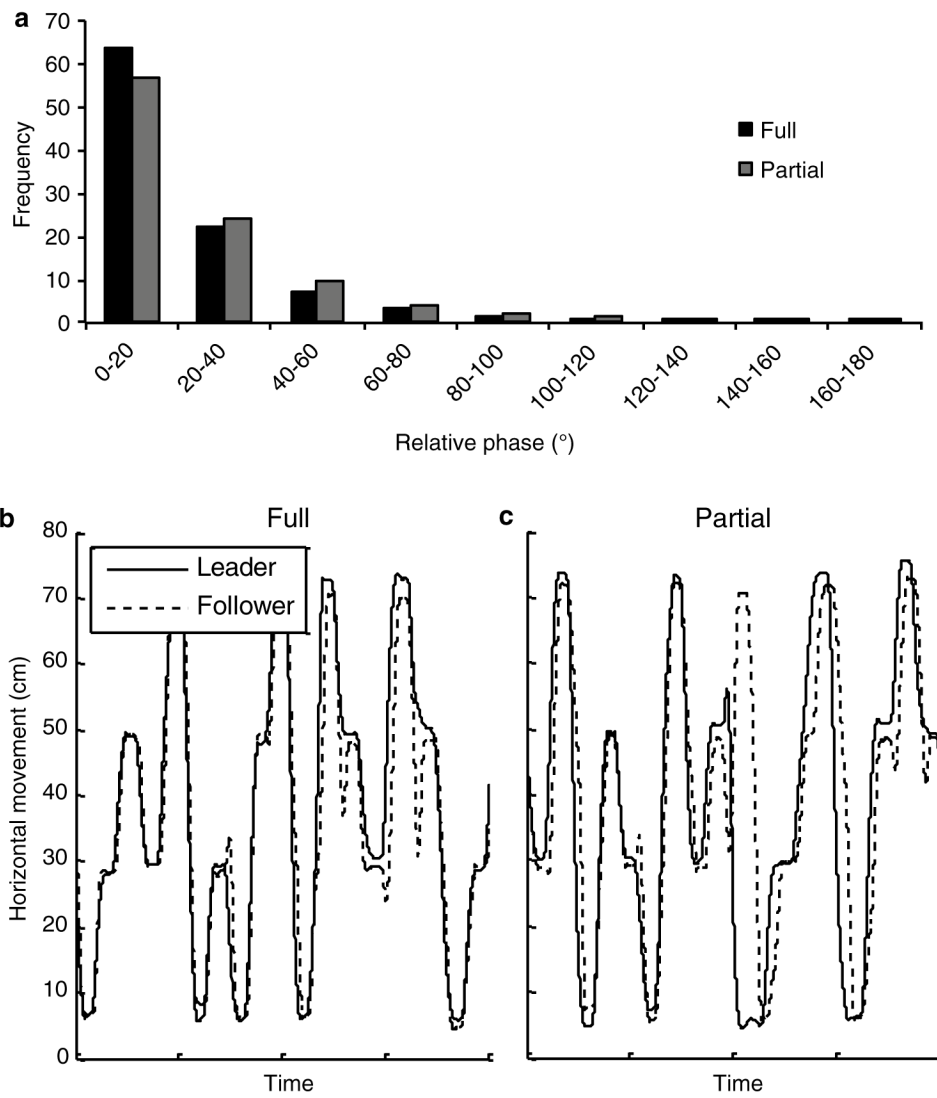 a
70
60
50
40
30
20
10
0
Frequency
Full
Partial
0-20
20-40
40-60
60-80
80-100
100-120
120-140
140-160
160-180
Relative phase (°)
b
Full
80
70
60
50
40
30
20
10
0
Horizontal movement (cm)
Leader
Follower
Time
c
Partial
Time